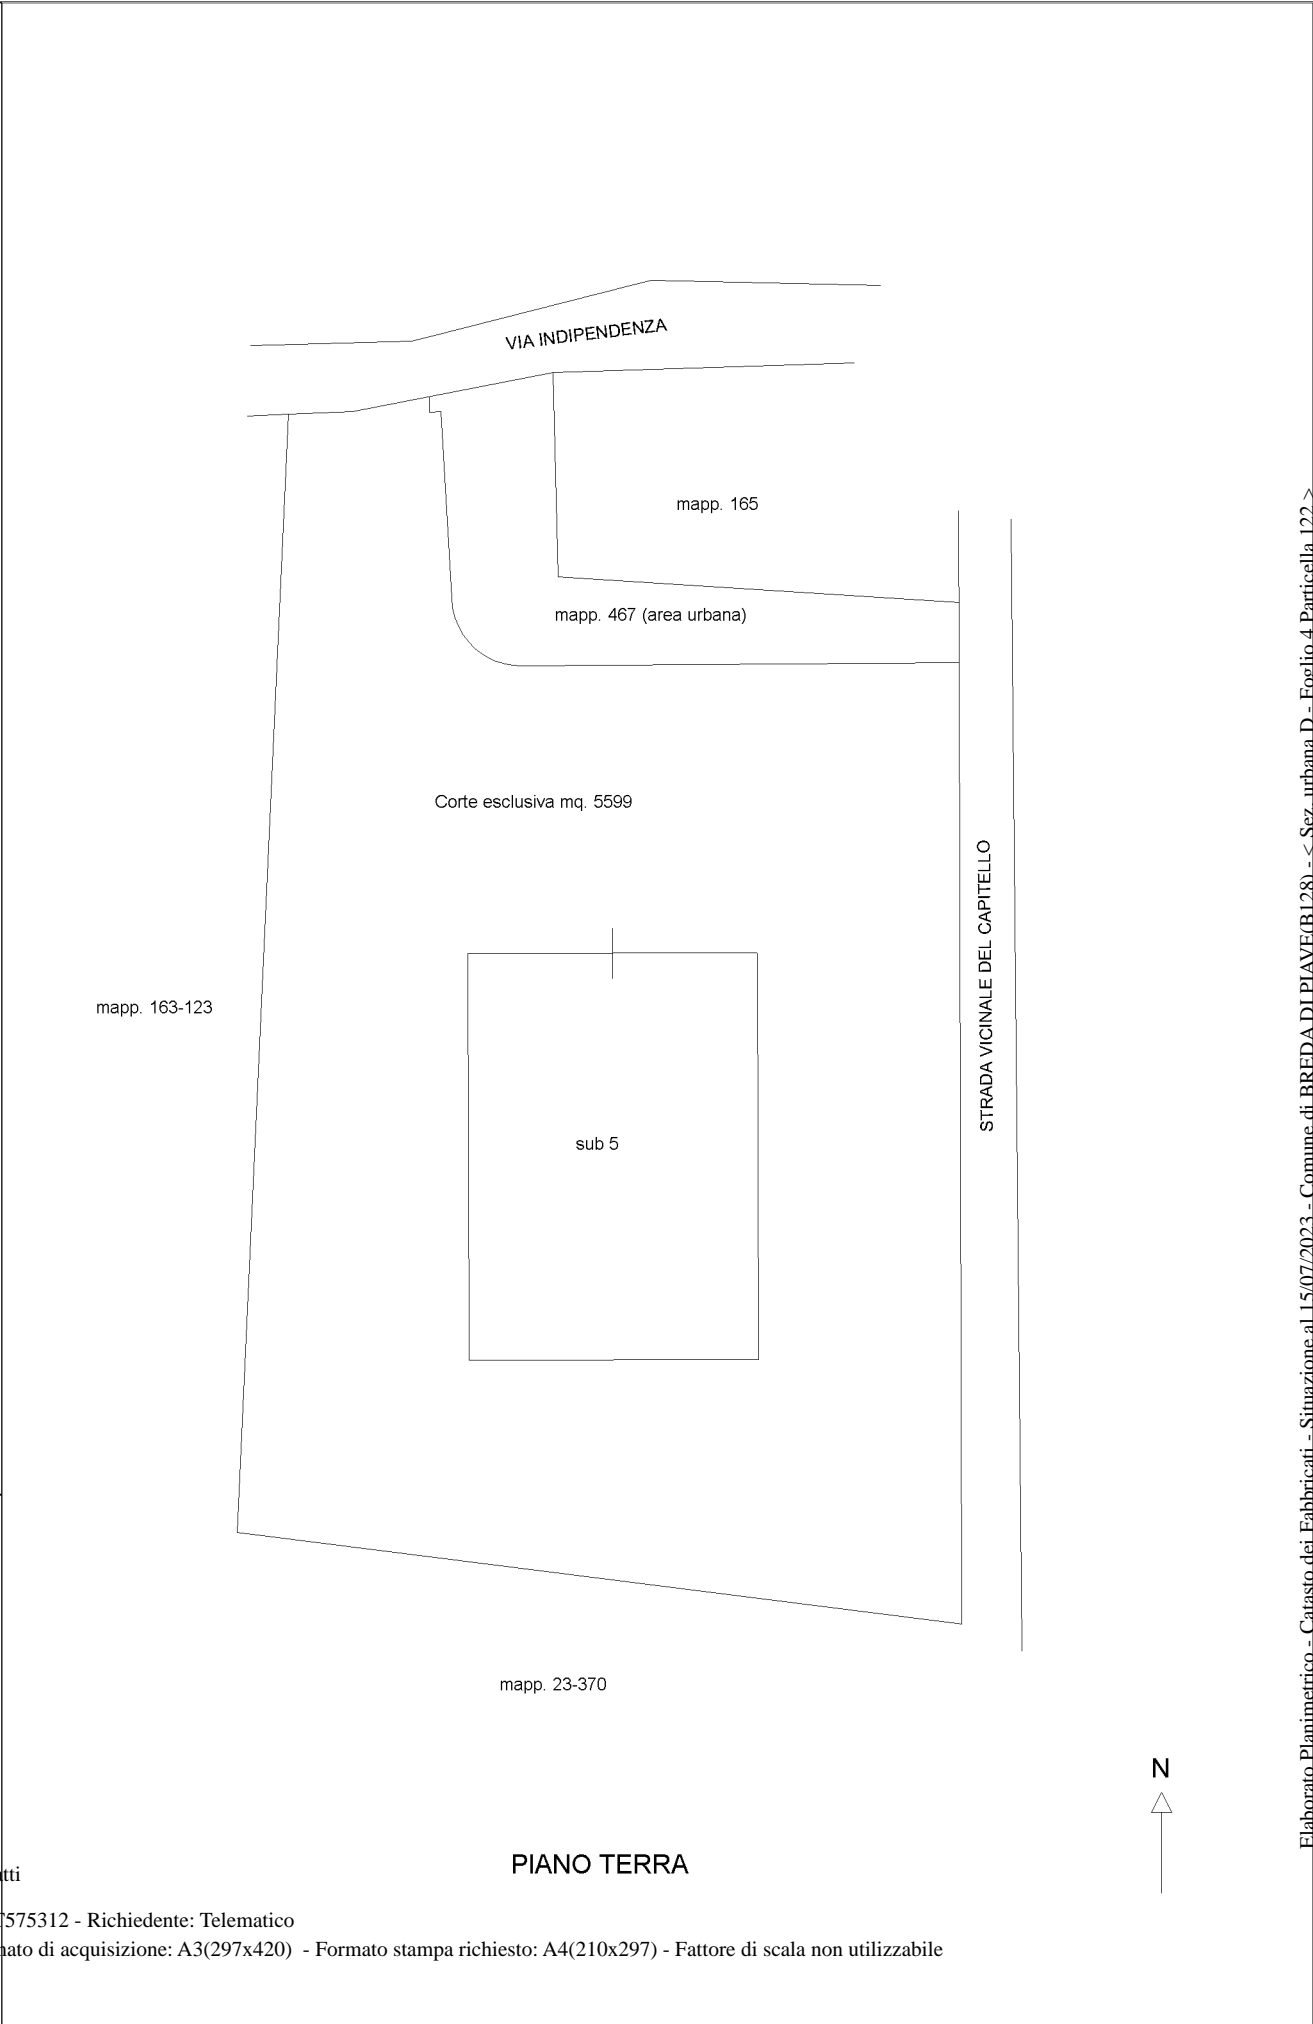 VIA INDIPENDENZA
mapp. 165
mapp. 467 (area urbana)
Corte esclusiva mq. 5599
STRADA VICINALE DEL CAPITELLO
mapp. 163-123
sub 5
mapp. 23-370
N
PIANO TERRA
575312 - Richiedente: Telematico
di acquisizione: A3(297x420) - Formato stampa richiesto: A4(210x297) - Fattore di scala non utilizzabile
Elaborato Planimetrico - Catasto dei Fabbricati - Situazione al 15/07/2023 - Comune di BREDA DI PIAVE(B128) - < Sez. urbana D - Foglio 4 Particella 122 >